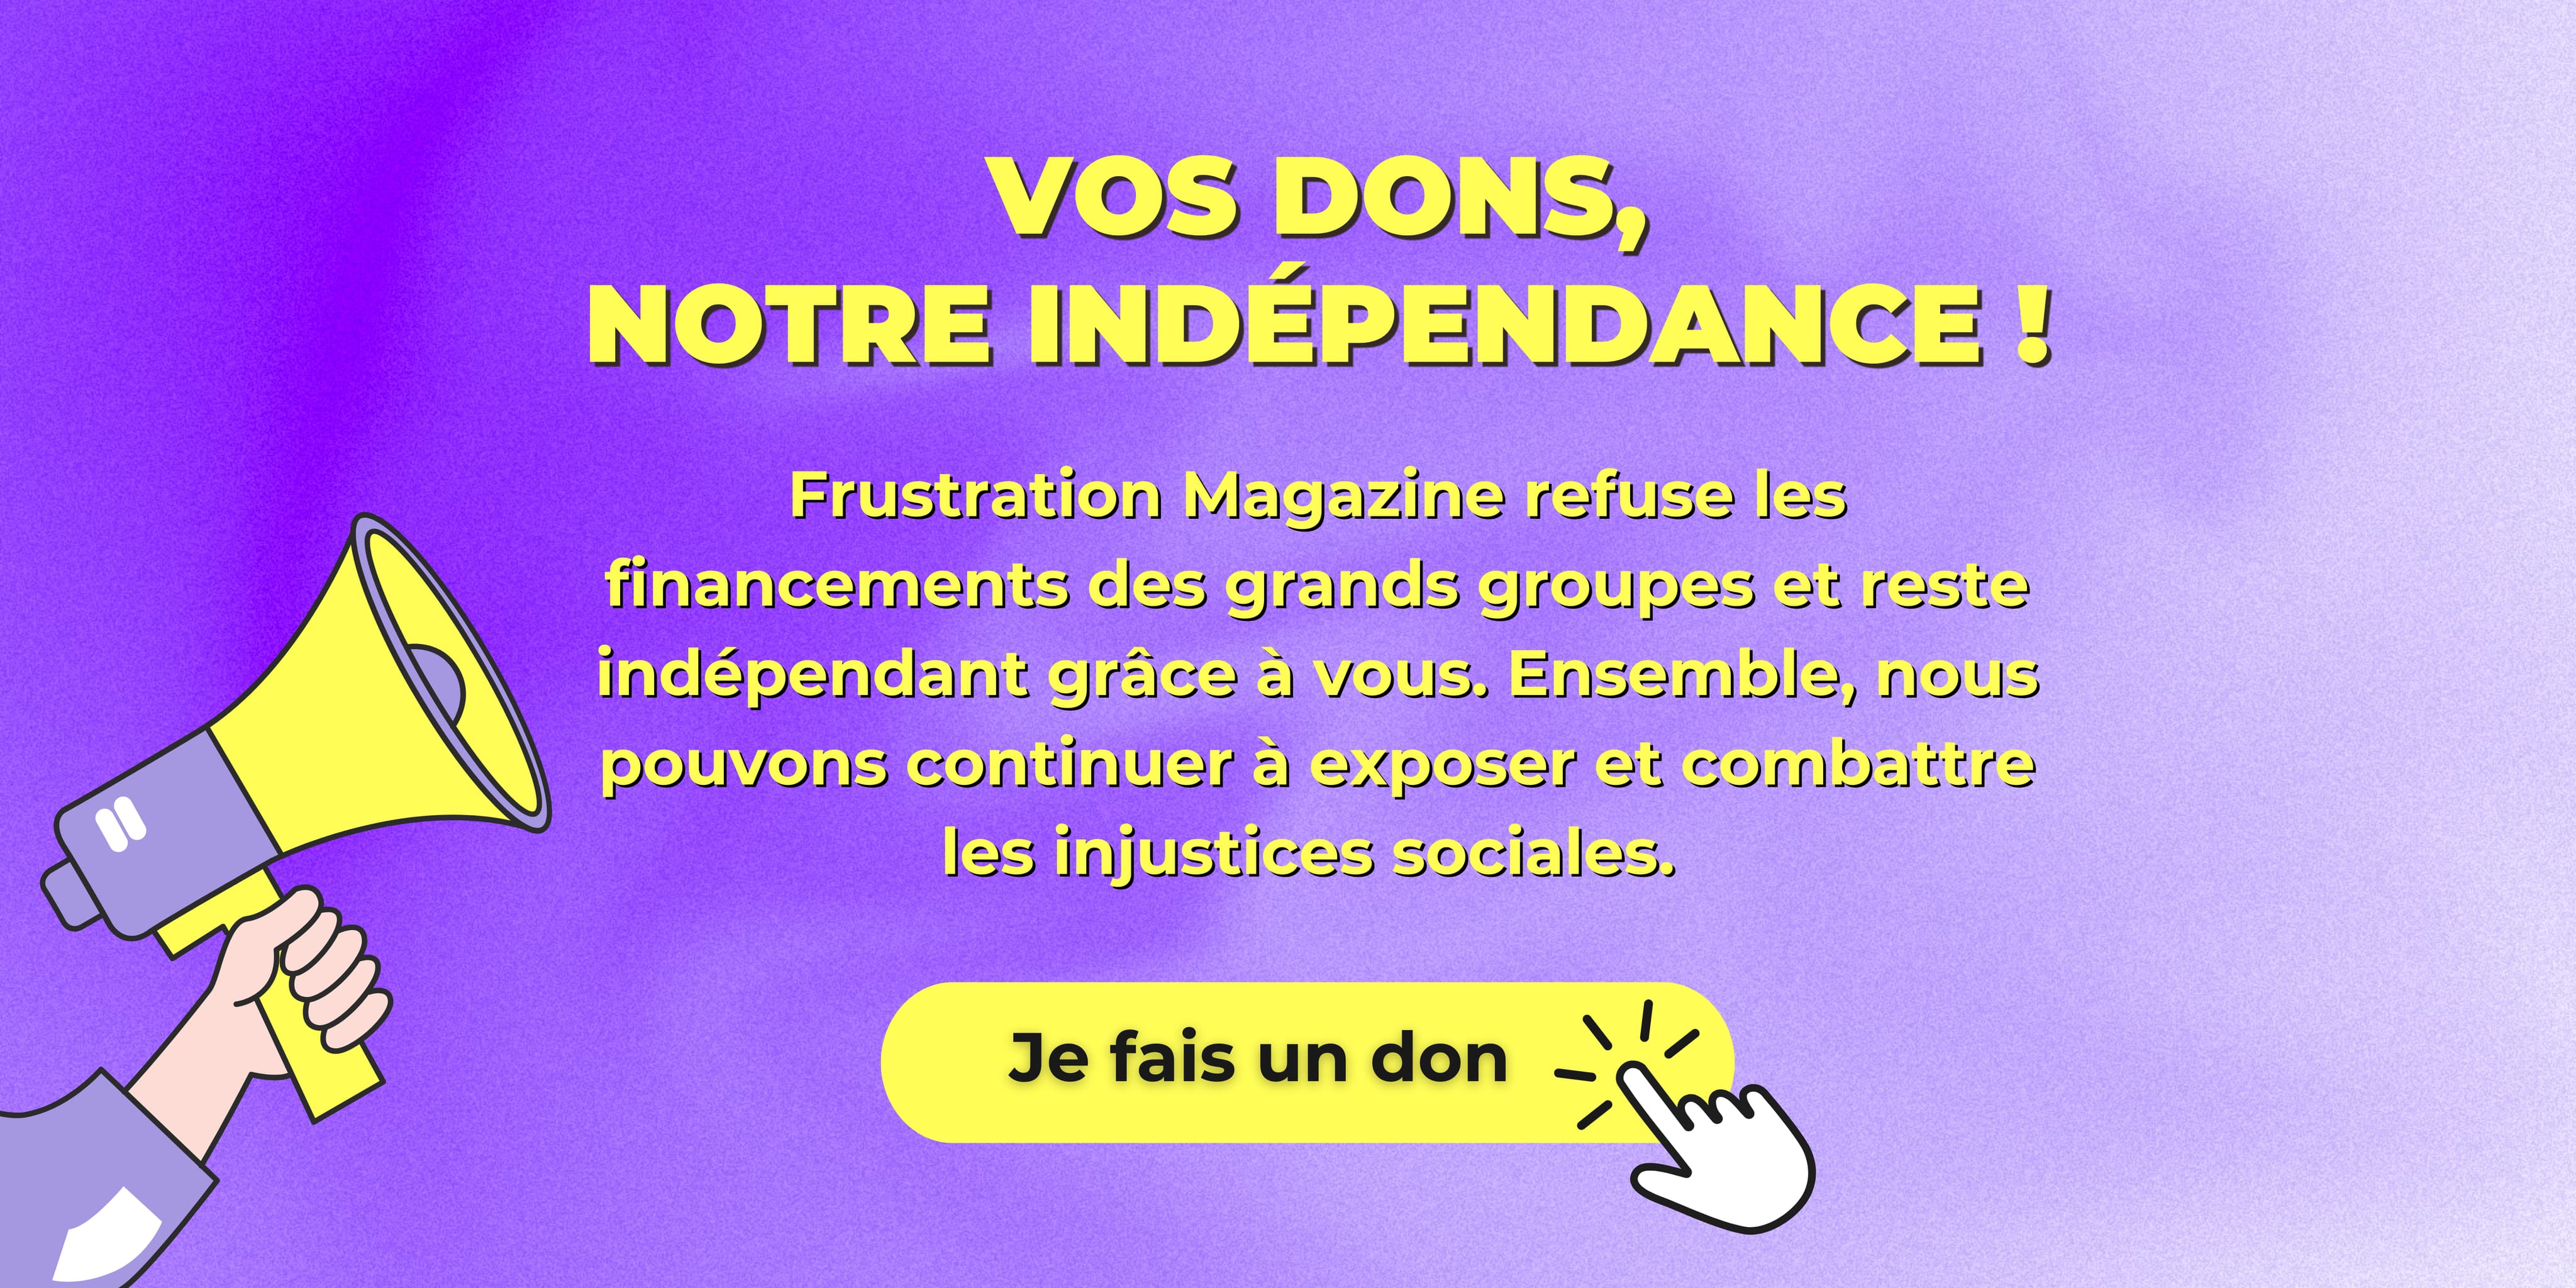 VOS DONS,
NOTRE INDÉPENDANCE !
Frustration Magazine refuse les
financements des grands groupes et reste
indépendant grâce à vous. Ensemble, nous
pouvons continuer à exposer et combattre
les injustices sociales.
Je fais un don